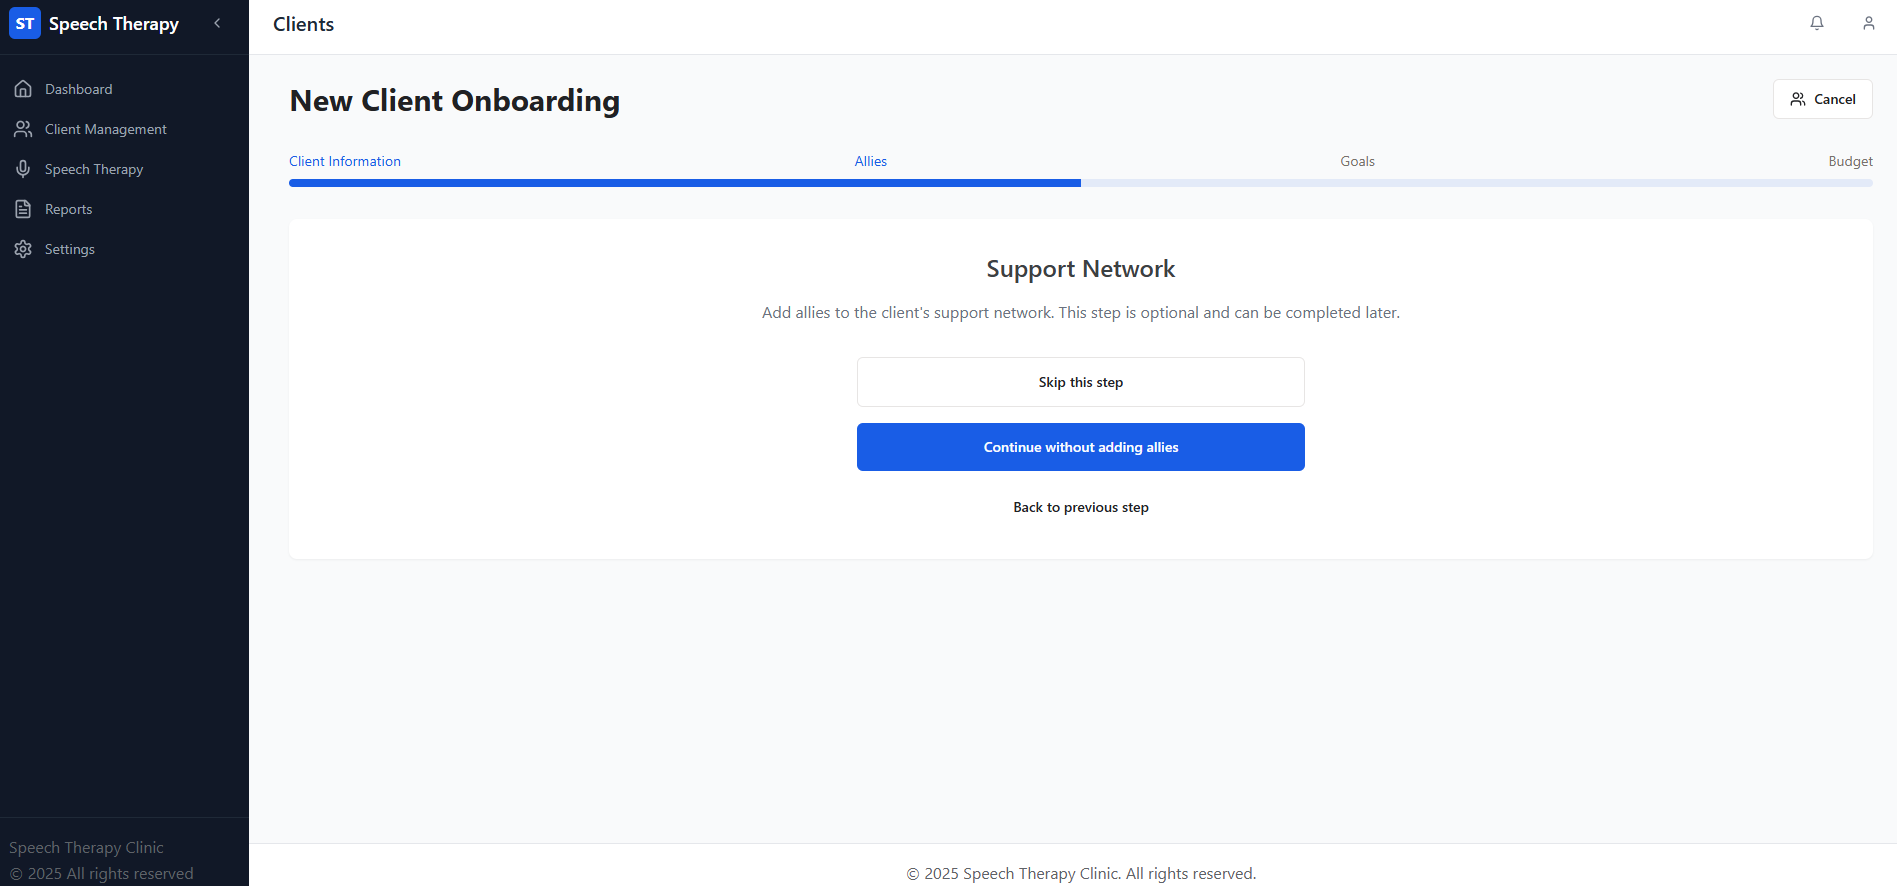 ST Speech Therapy
Clients
Dashboard
Client Management
Speech Therapy
Reports
Settings
New Client Onboarding
Cancel
Client Information Allies Goals Budget
Support Network
Add allies to the client's support network. This step is optional and can be completed later.
Skip this step
Continue without adding allies
Back to previous step
Speech Therapy Clinic
© 2025 All rights reserved
© 2025 Speech Therapy Clinic. All rights reserved.